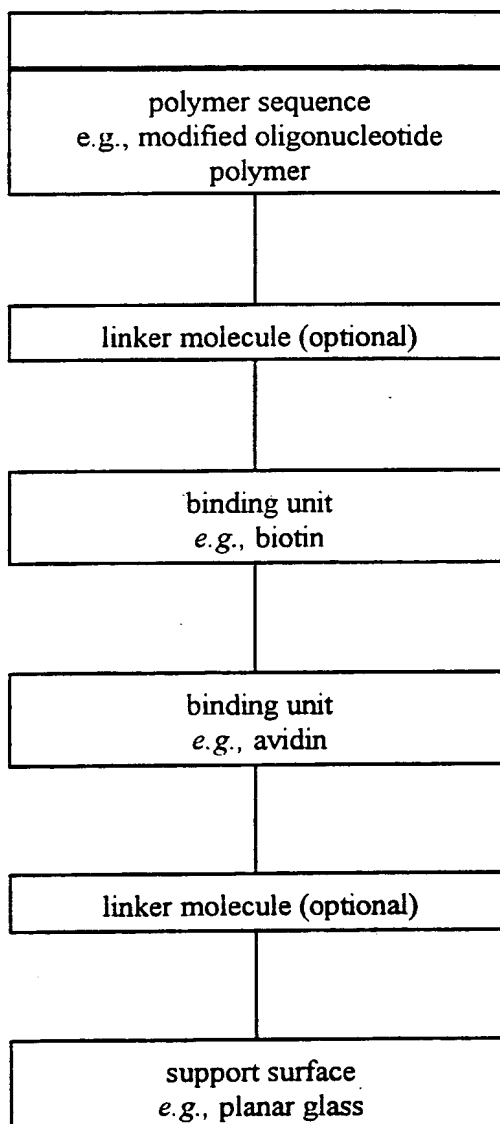 polymer sequence
e.g., modified oligonucleotide
polymer
linker molecule (optional)
binding unit
e.g., biotin
binding unit
e.g., avidin
linker molecule (optional)
support surface
e.g., planar glass